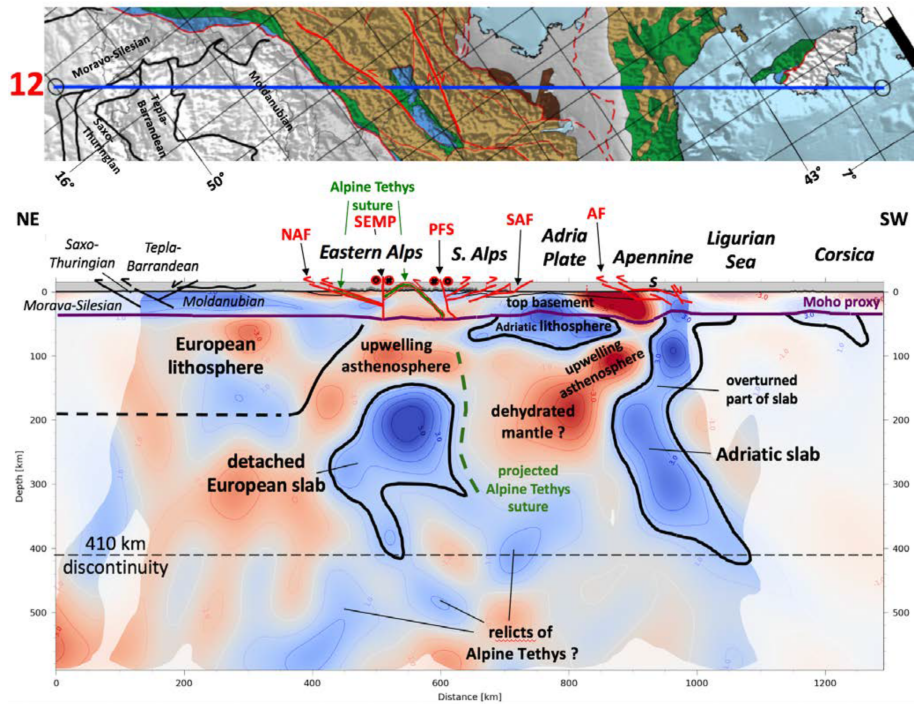 12
Moravo-Silesian
Moldanubian
Tepla-
Barrandean
Saxo-
Thuringian
16°
50°
43°
7°
NE
SW
Alpine Tethys
suture
SEMP
NAF
PFS
SAF
AF
Eastern Alps
S. Alps
Adria
Plate
Apennine
s
Ligurian
Sea
Corsica
Saxo-
Thuringian
Tepla-
Barrandean
Morava-Silesian
Moldanubian
top basement
Moho proxy
Adriatic lithosphere
European
lithosphere
upwelling
asthenosphere
upwelling
asthenosphere
overturned
part of slab
dehydrated
mantle ?
detached
European slab
projected
Alpine Tethys
suture
Adriatic slab
410 km
discontinuity
relicts of
Alpine Tethys ?
Depth [km]
0
100
200
300
400
500
0
100
200
300
400
500
0
200
400
600
800
1000
1200
Distance [km]